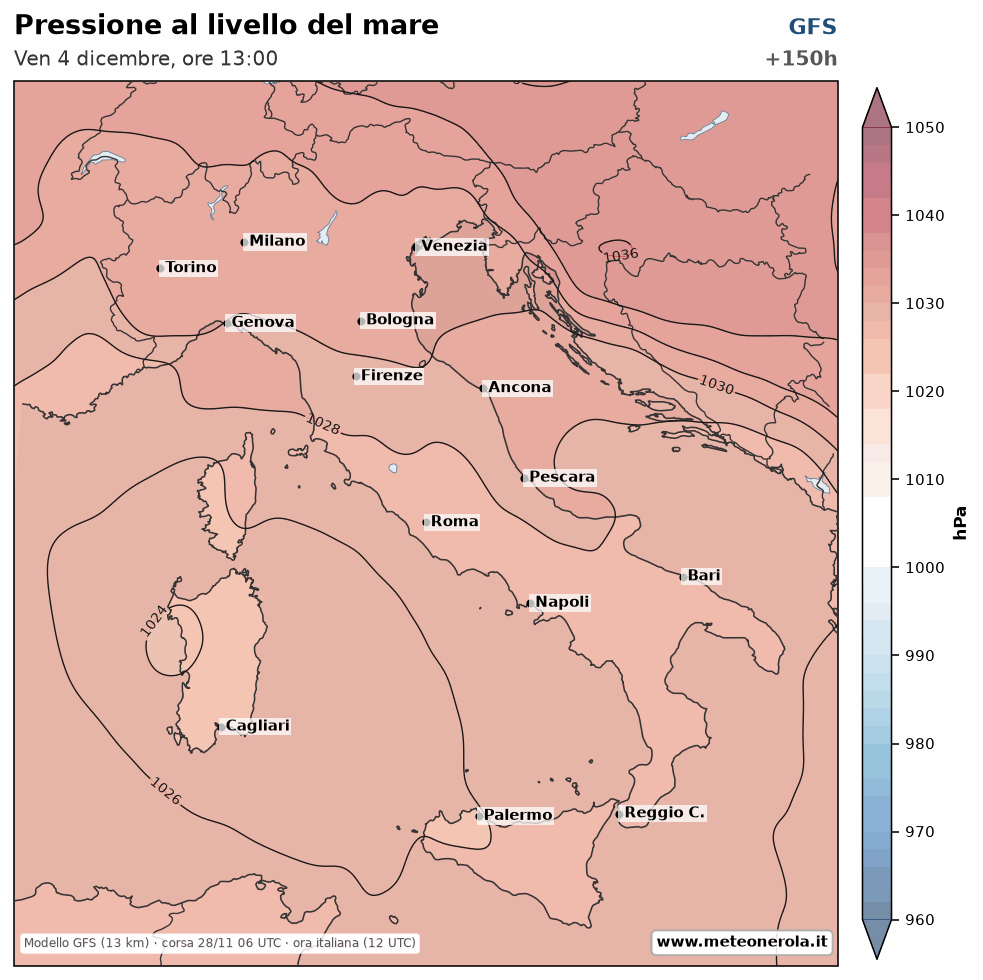 Pressione al livello del mare
GFS
Ven 4 dicembre, ore 13:00
+150h
1050
1040
1036
Milano
Venezia
Torino
1030
Genova
Bologna
Firenze
1030
1020
Ancona
1028
1010
Pescara
Roma
hPa
1000
Bari
Napoli
1024
990
Cagliari
980
1026
Palermo
Reggio C.
970
960
Modello GFS (13 km) · corsa 28/11 06 UTC · ora italiana (12 UTC)
www.meteonerola.it